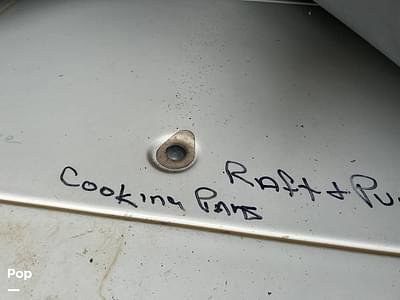 Cooking Pans
Raft & Pu
Pop